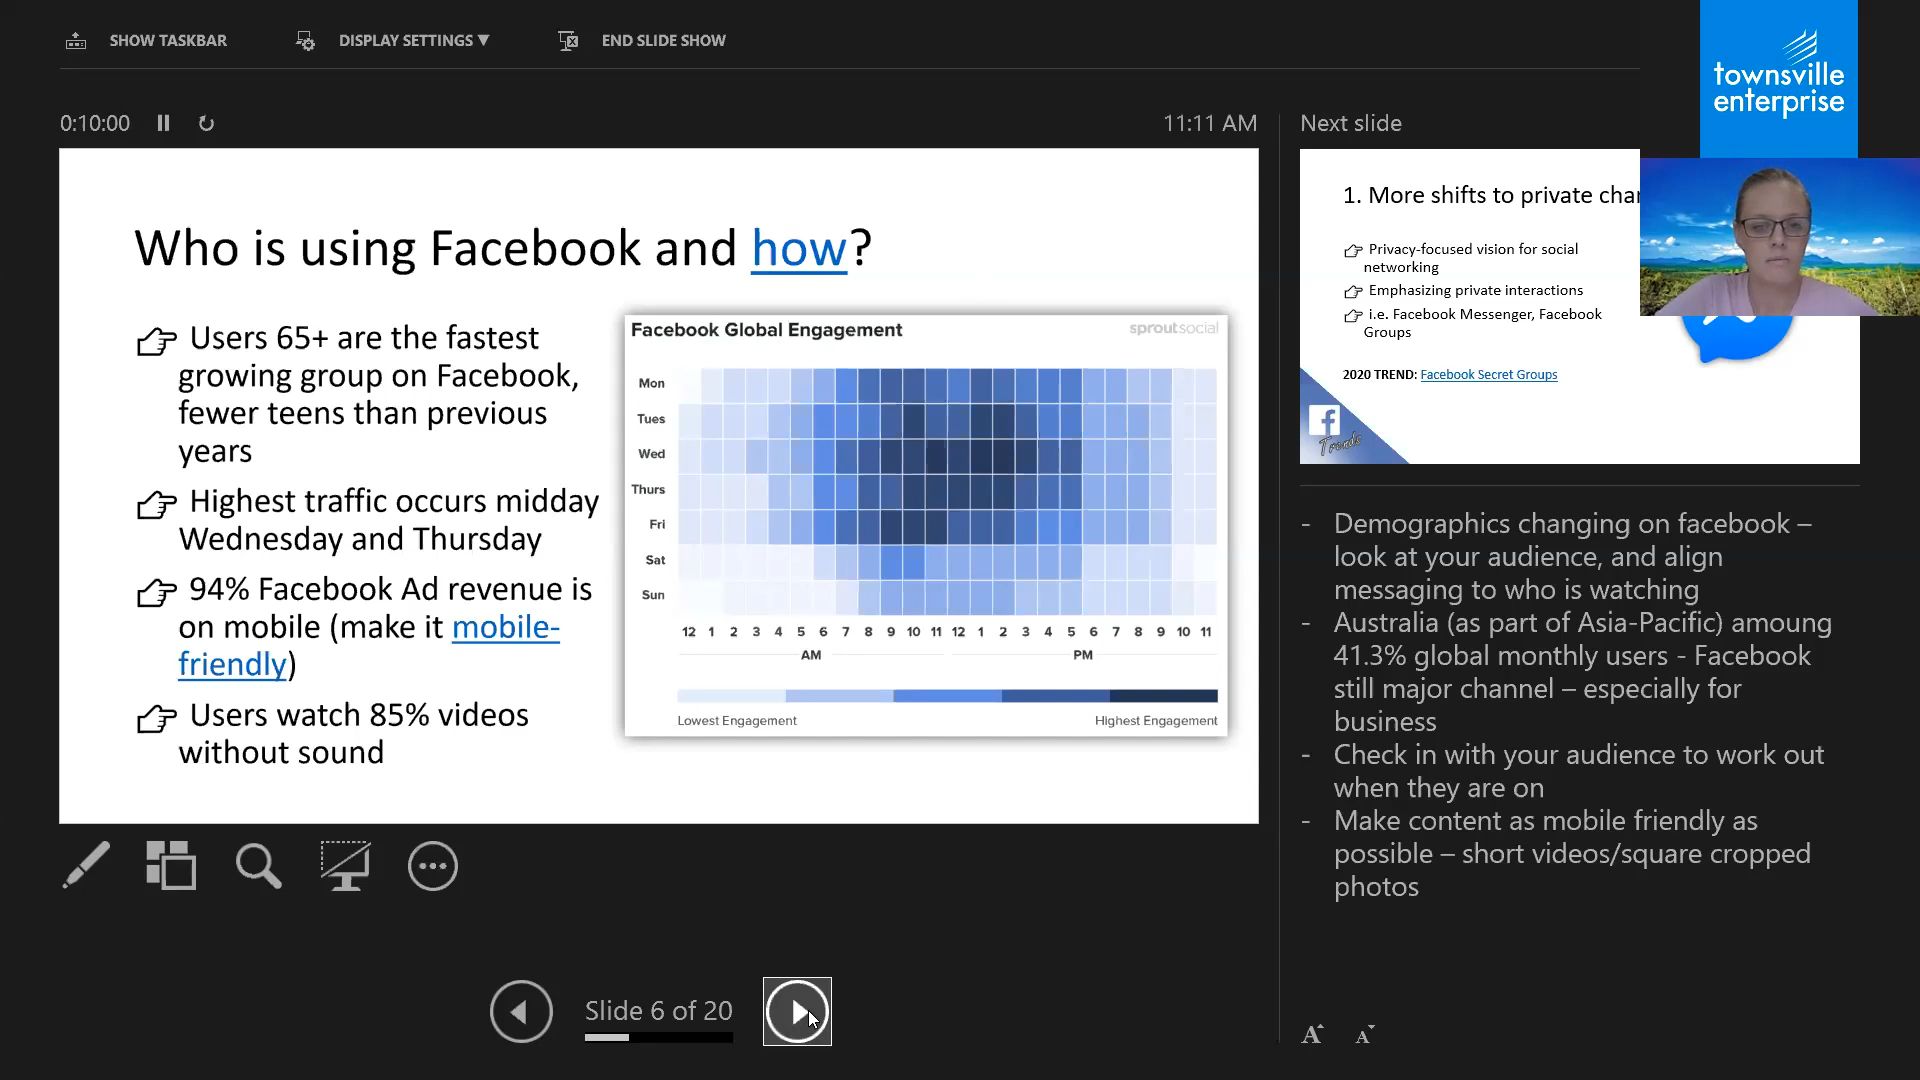 SHOW TASKBAR
DISPLAY SETTINGS ▼
END SLIDE SHOW
townsville
enterprise
0:10:00
11:11 AM
Next slide
Who is using Facebook and how?
Users 65+ are the fastest
growing group on Facebook,
fewer teens than previous
years
Highest traffic occurs midday
Wednesday and Thursday
94% Facebook Ad revenue is
on mobile (make it mobile-
friendly)
Users watch 85% videos
without sound
Facebook Global Engagement
sproutsocial
Mon
Tues
Wed
Thurs
Fri
Sat
Sun
12 1 2 3 4 5 6 7 8 9 10 11 12 1 2 3 4 5 6 7 8 9 10 11
AM PM
Lowest Engagement Highest Engagement
1. More shifts to private
Privacy-focused vision for social
networking
Emphasizing private interactions
i.e. Facebook Messenger, Facebook
Groups
2020 TREND: Facebook Secret Groups
f
Trends
- Demographics changing on facebook –
look at your audience, and align
messaging to who is watching
- Australia (as part of Asia-Pacific) amoung
41.3% global monthly users - Facebook
still major channel – especially for
business
- Check in with your audience to work out
when they are on
- Make content as mobile friendly as
possible – short videos/square cropped
photos
Slide 6 of 20
A A